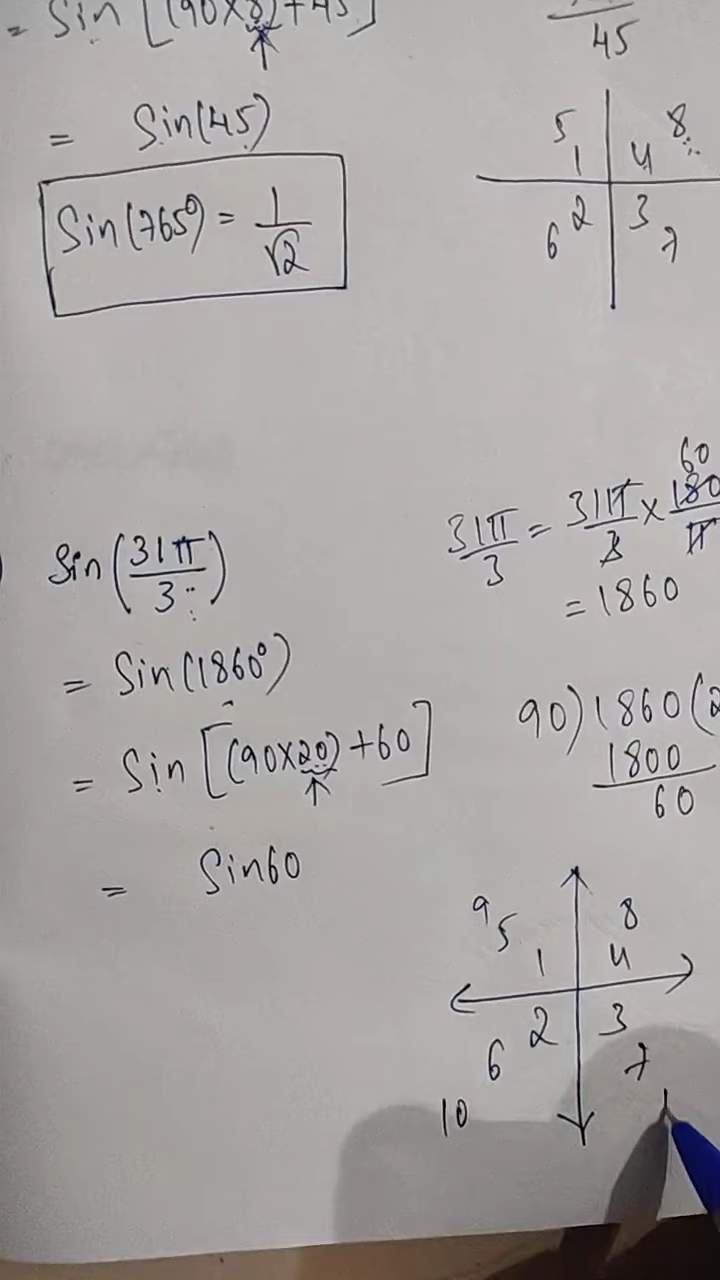 = Sin [(90×8)+45]
45
= Sin(45)
Sin(765°) = 1/√2
5 8
1 4
2 3
6 7
Sin(31π/3)
31π/3 = 31π/3 × 180/π
60
= 1860
= Sin(1860°)
= Sin [(90×20)+60]
90)1860(2
1800
60
= Sin60
9 8
5
1 4
2 3
6 7
10